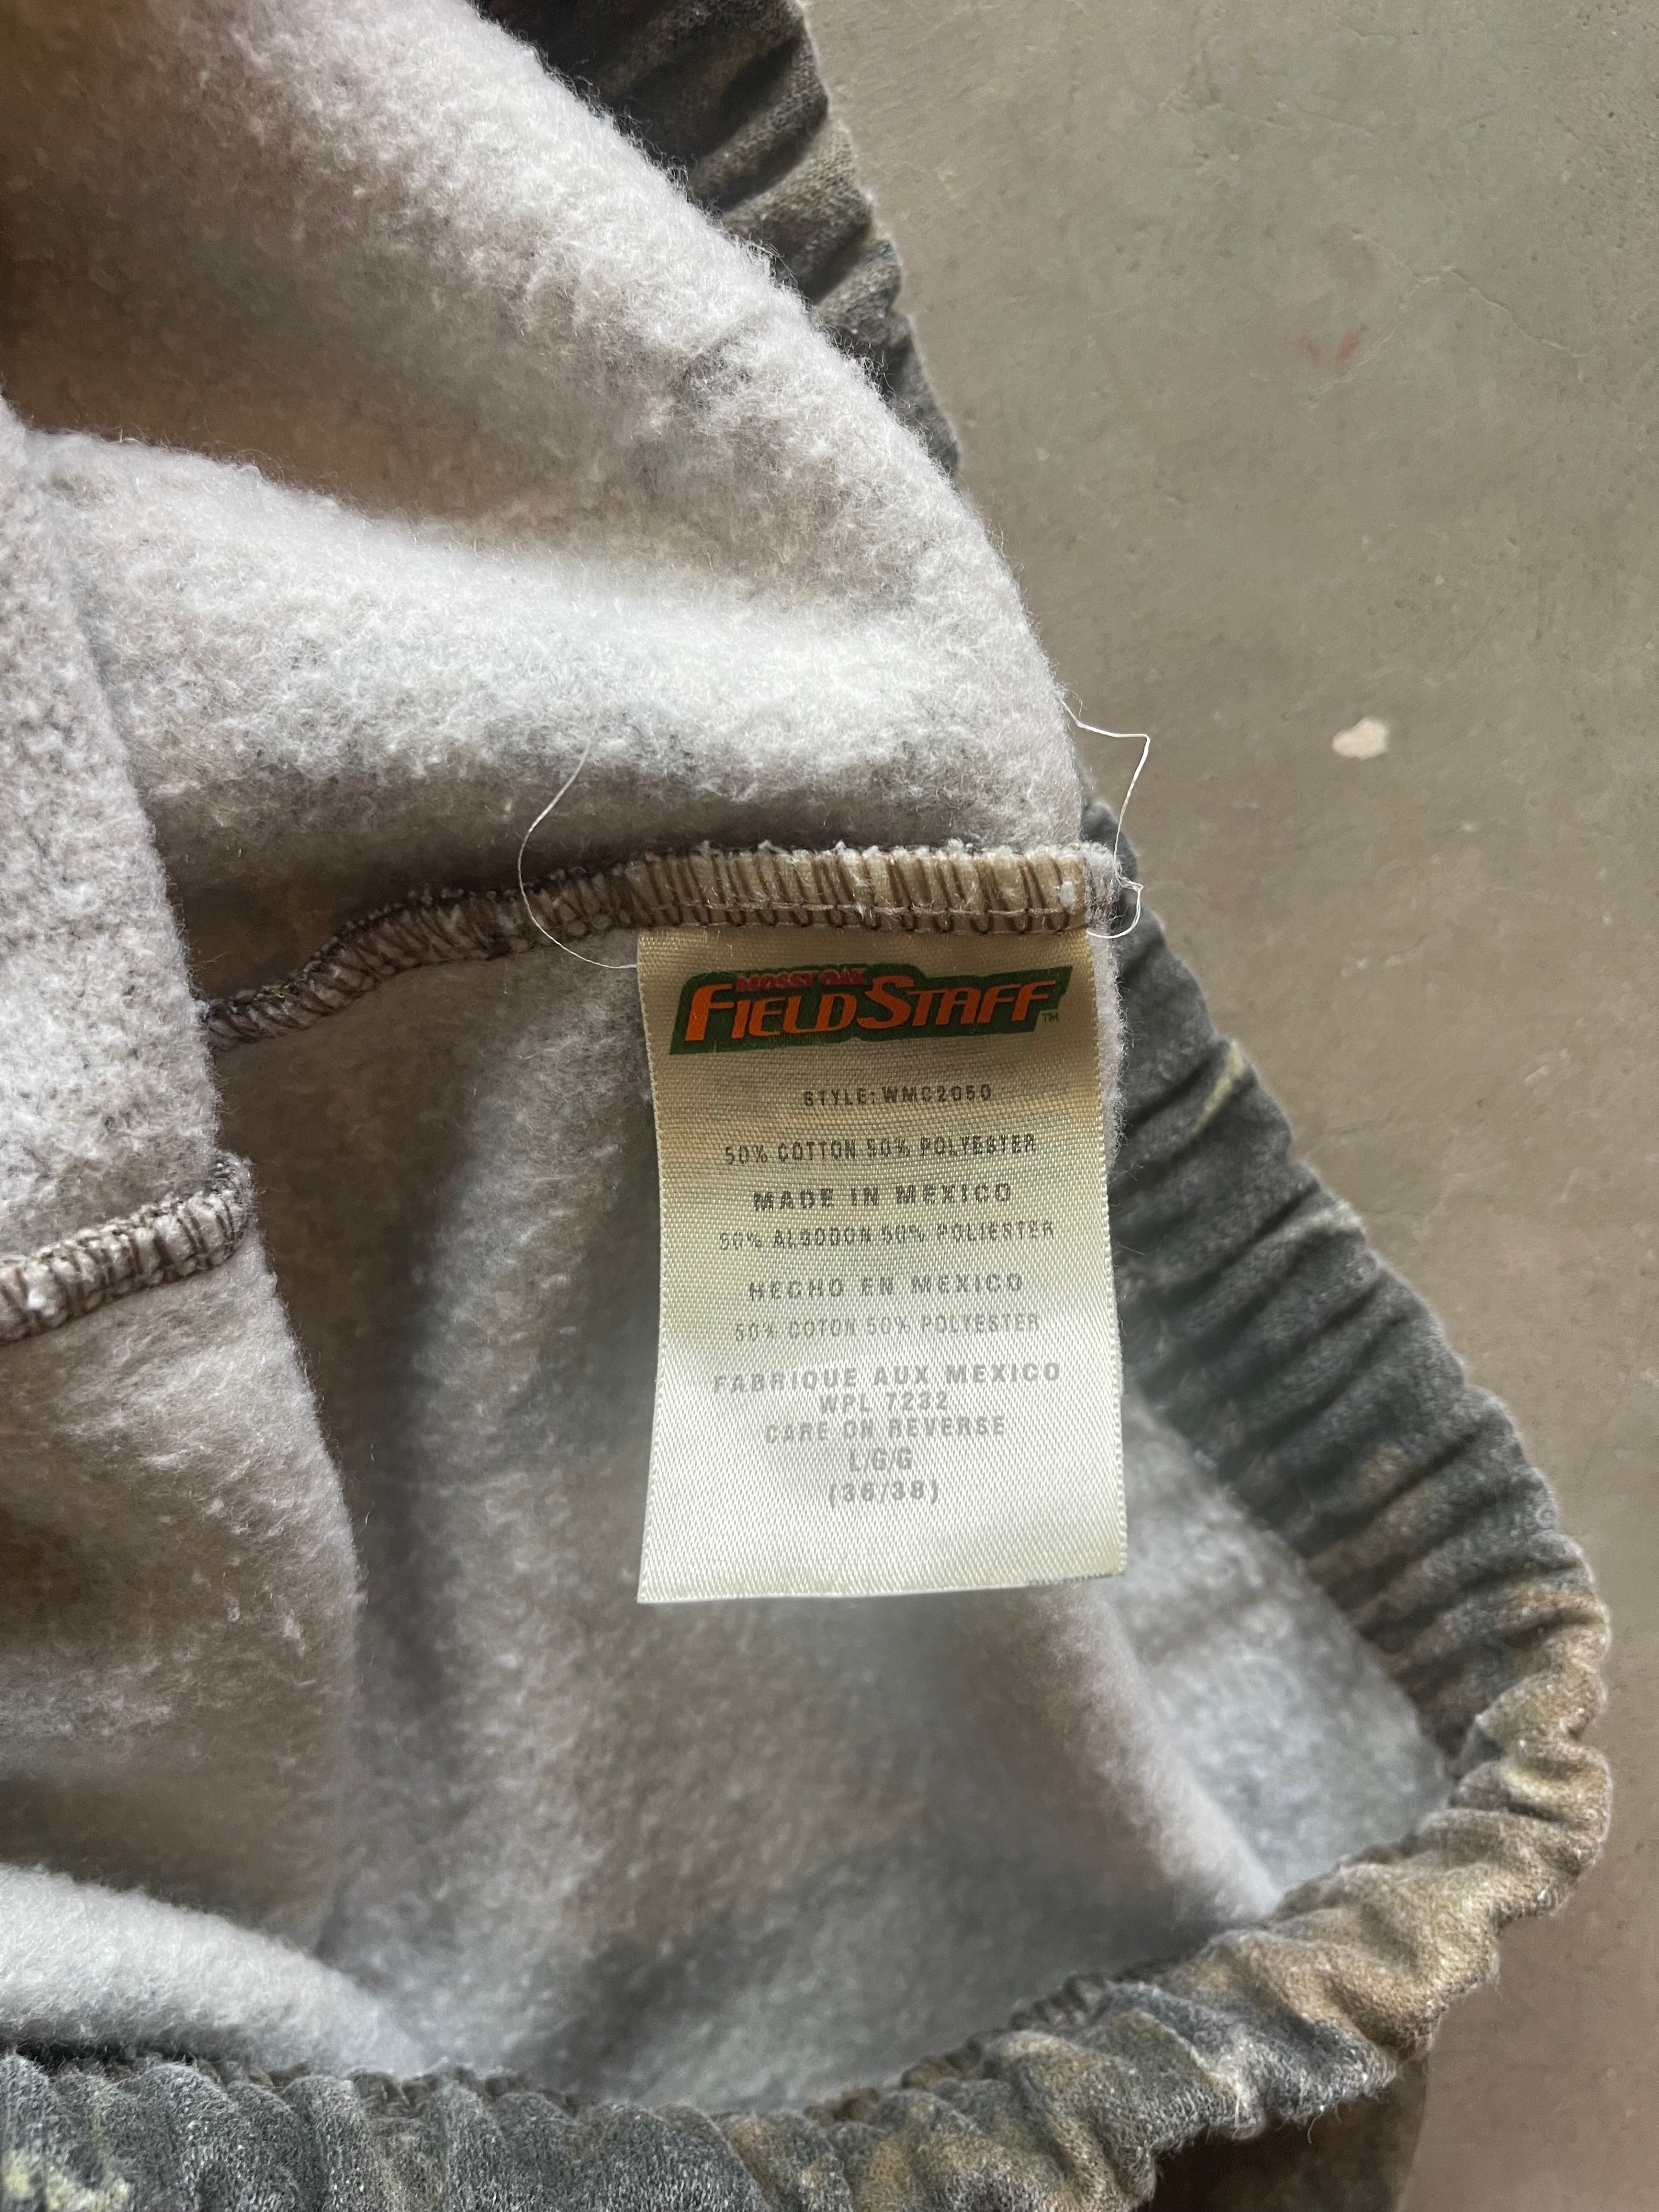 MOSSY OAK
FIELD STAFF™
STYLE: WMC2050
50% COTTON 50% POLYESTER
MADE IN MEXICO
50% ALGODON 50% POLIESTER
HECHO EN MEXICO
50% COTON 50% POLYESTER
FABRIQUE AUX MEXICO
WPL 7232
CARE ON REVERSE
L/G/G
(36/38)